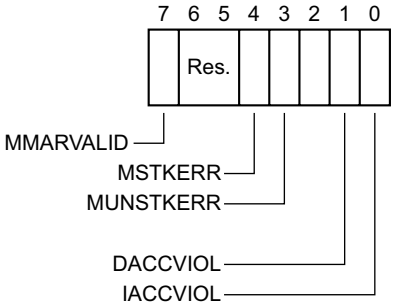 7 6 5 4 3 2 1 0
Res.
MMARVALID
MSTKERR
MUNSTKERR
DACCVIOL
IACCVIOL